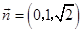 n⃗ = (0,1,√2)